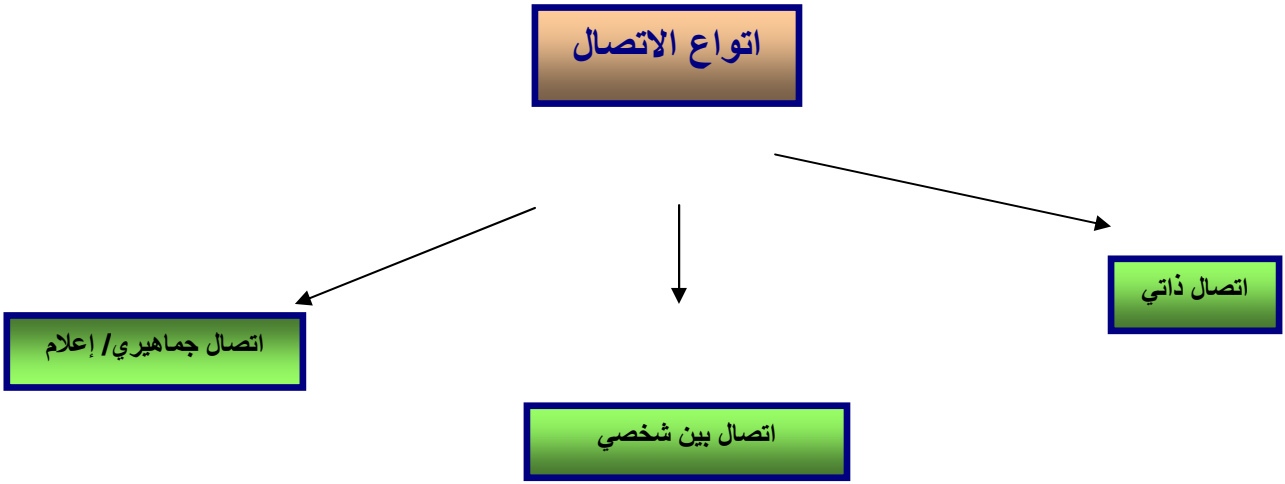 اتواع الاتصال
اتصال ذاتي
اتصال جماهيري/ إعلام
اتصال بين شخصي